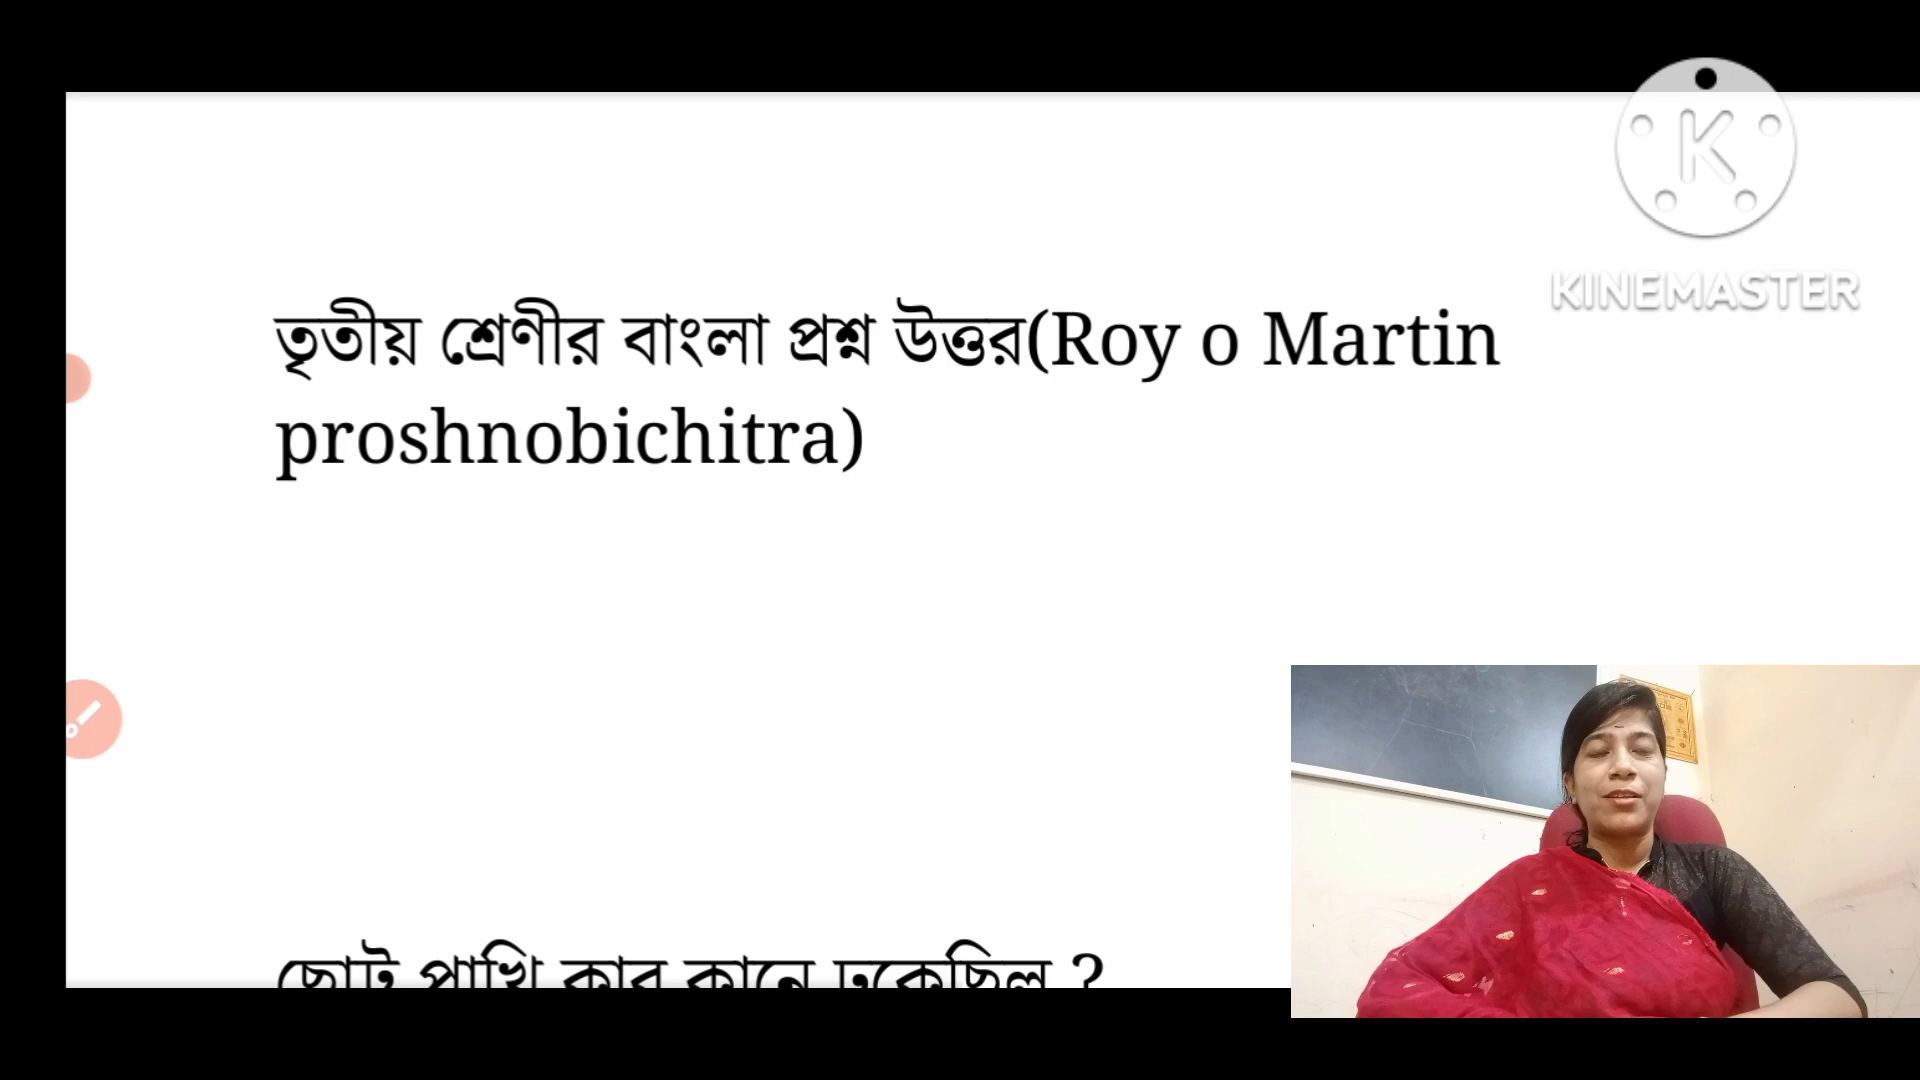 K
KINEMASTER
তৃতীয় শ্রেণীর বাংলা প্রশ্ন উত্তর(Roy o Martin
proshnobichitra)
ছোট পাখি কার কানে ঢুকেছিল ?